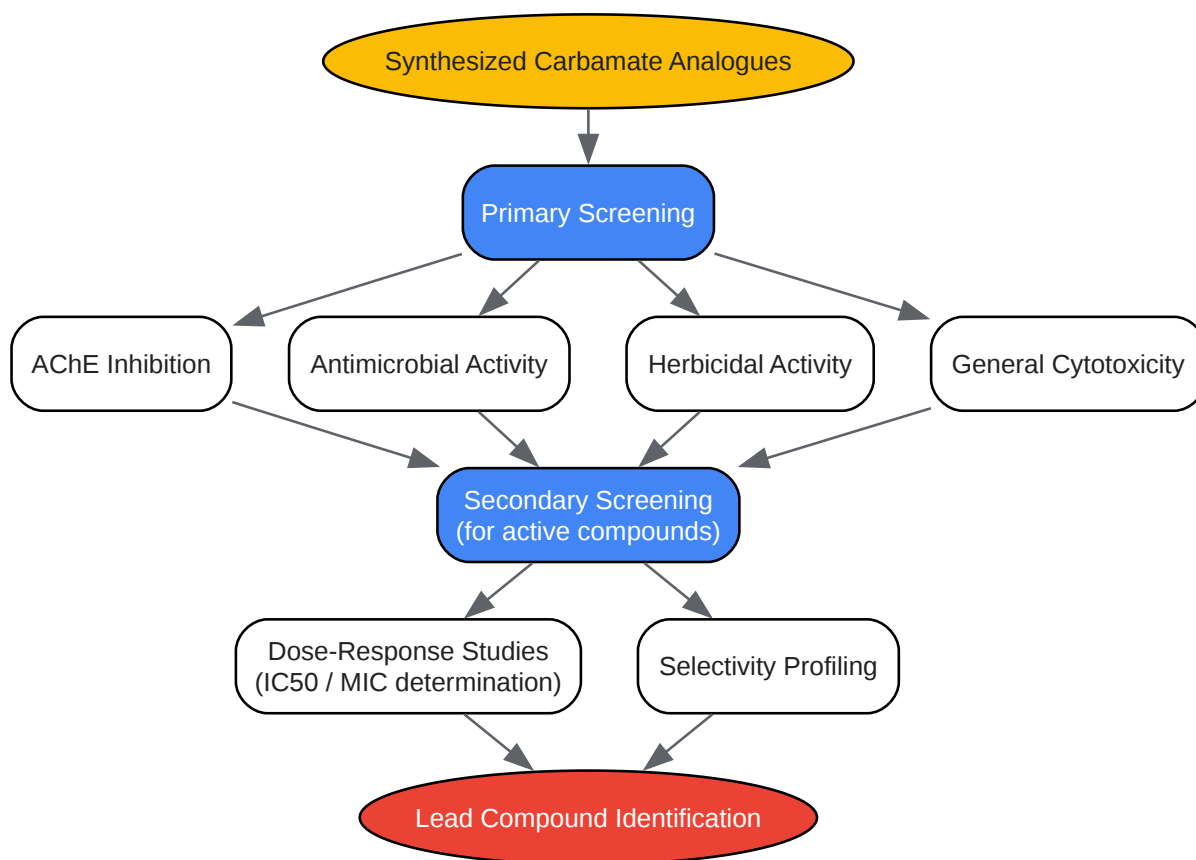 Synthesized Carbamate Analogues
Primary Screening
AChE Inhibition
Antimicrobial Activity
Herbicidal Activity
General Cytotoxicity
Secondary Screening
(for active compounds)
Dose-Response Studies
(IC50 / MIC determination)
Selectivity Profiling
Lead Compound Identification